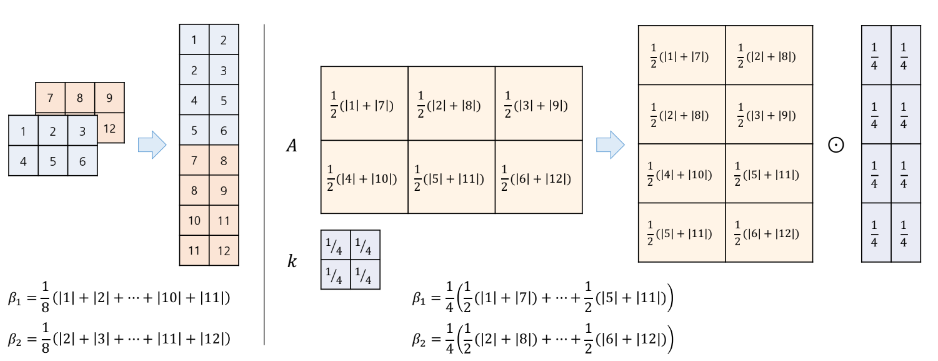 7 8 9
12
1 2 3
4 5 6
1 2
2 3
4 5
5 6
7 8
8 9
10 11
11 12
β₁ = 1/8(|1| + |2| + ⋯ + |10| + |11|)
β₂ = 1/8(|2| + |3| + ⋯ + |11| + |12|)
A
1/2(|1| + |7|) 1/2(|2| + |8|) 1/2(|3| + |9|)
1/2(|4| + |10|) 1/2(|5| + |11|) 1/2(|6| + |12|)
k
1/4 1/4
1/4 1/4
1/2(|1| + |7|) 1/2(|2| + |8|)
1/2(|2| + |8|) 1/2(|3| + |9|)
1/2(|4| + |10|) 1/2(|5| + |11|)
1/2(|5| + |11|) 1/2(|6| + |12|)
⊙
1/4 1/4
1/4 1/4
1/4 1/4
1/4 1/4
β₁ = 1/4(1/2(|1| + |7|) + ⋯ + 1/2(|5| + |11|))
β₂ = 1/4(1/2(|2| + |8|) + ⋯ + 1/2(|6| + |12|))